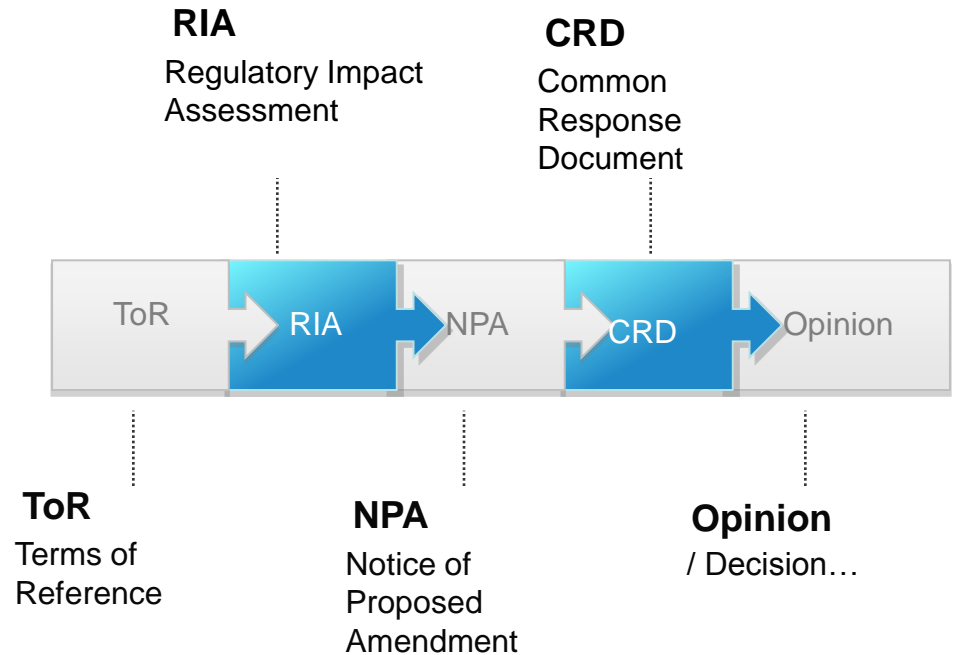 RIA
Regulatory Impact
Assessment
CRD
Common
Response
Document
ToR
RIA
NPA
CRD
Opinion
ToR
Terms of
Reference
NPA
Notice of
Proposed
Amendment
Opinion
/ Decision…